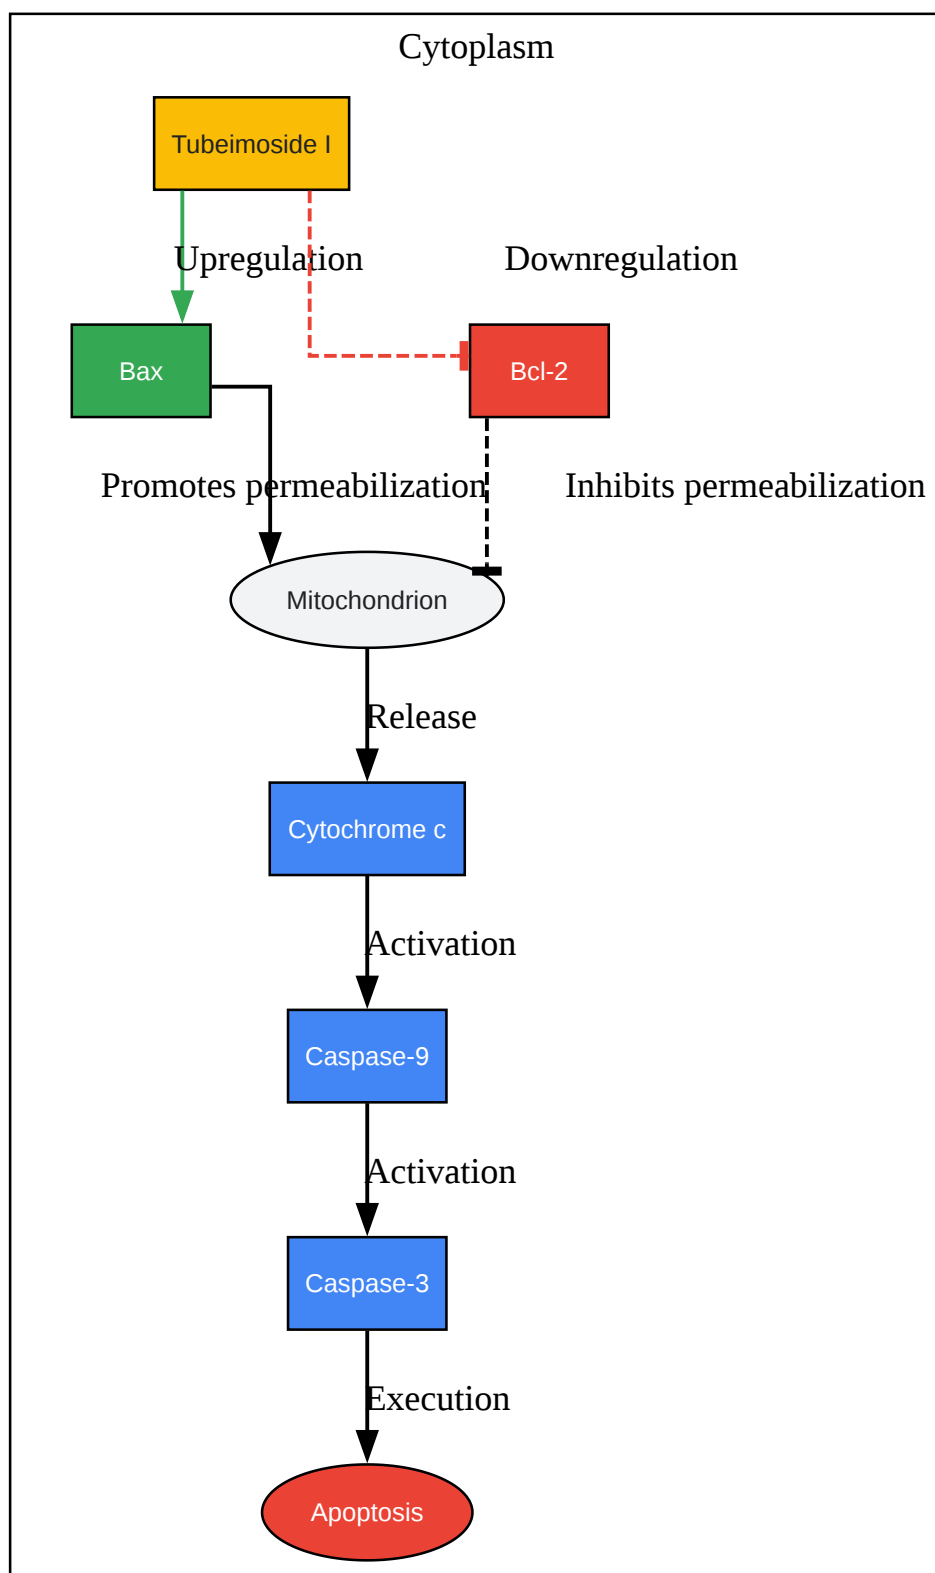 Cytoplasm
Tubeimoside I
Upregulation
Downregulation
Bax
Bcl-2
Promotes permeabilization
Inhibits permeabilization
Mitochondrion
Release
Cytochrome c
Activation
Caspase-9
Activation
Caspase-3
Execution
Apoptosis